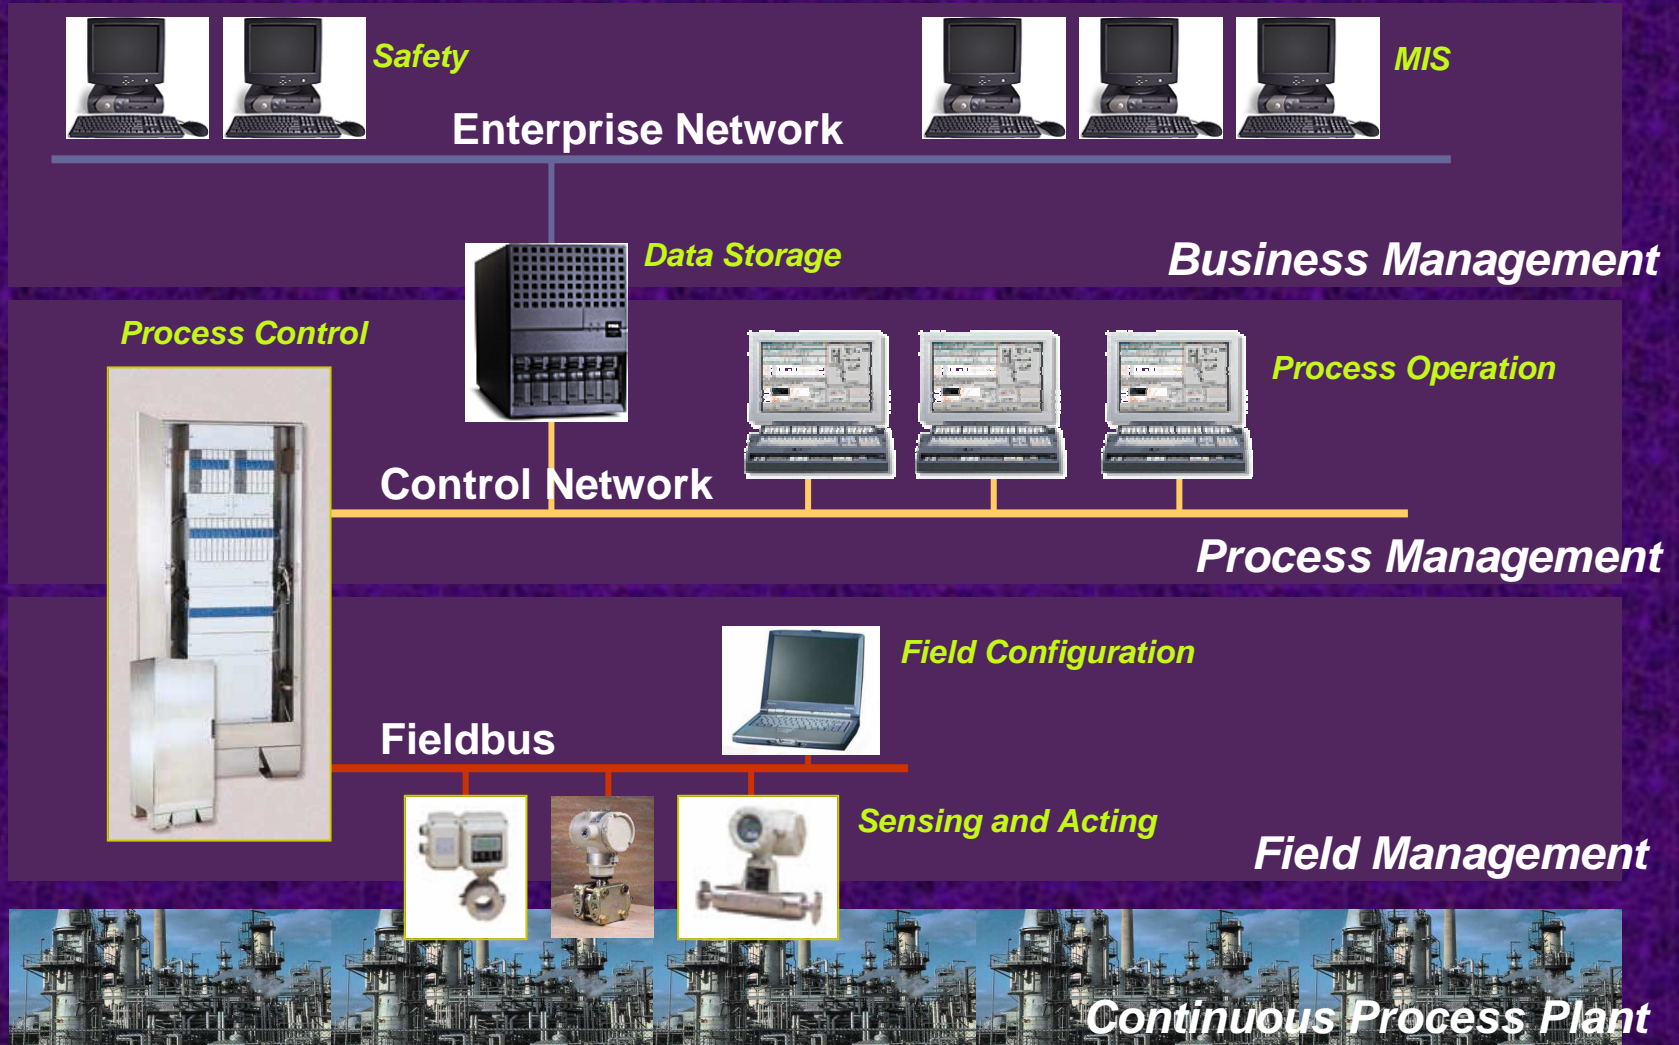 Safety
MIS
Enterprise Network
Data Storage
Business Management
Process Control
Process Operation
Control Network
Process Management
Field Configuration
Fieldbus
Sensing and Acting
Field Management
Continuous Process Plant